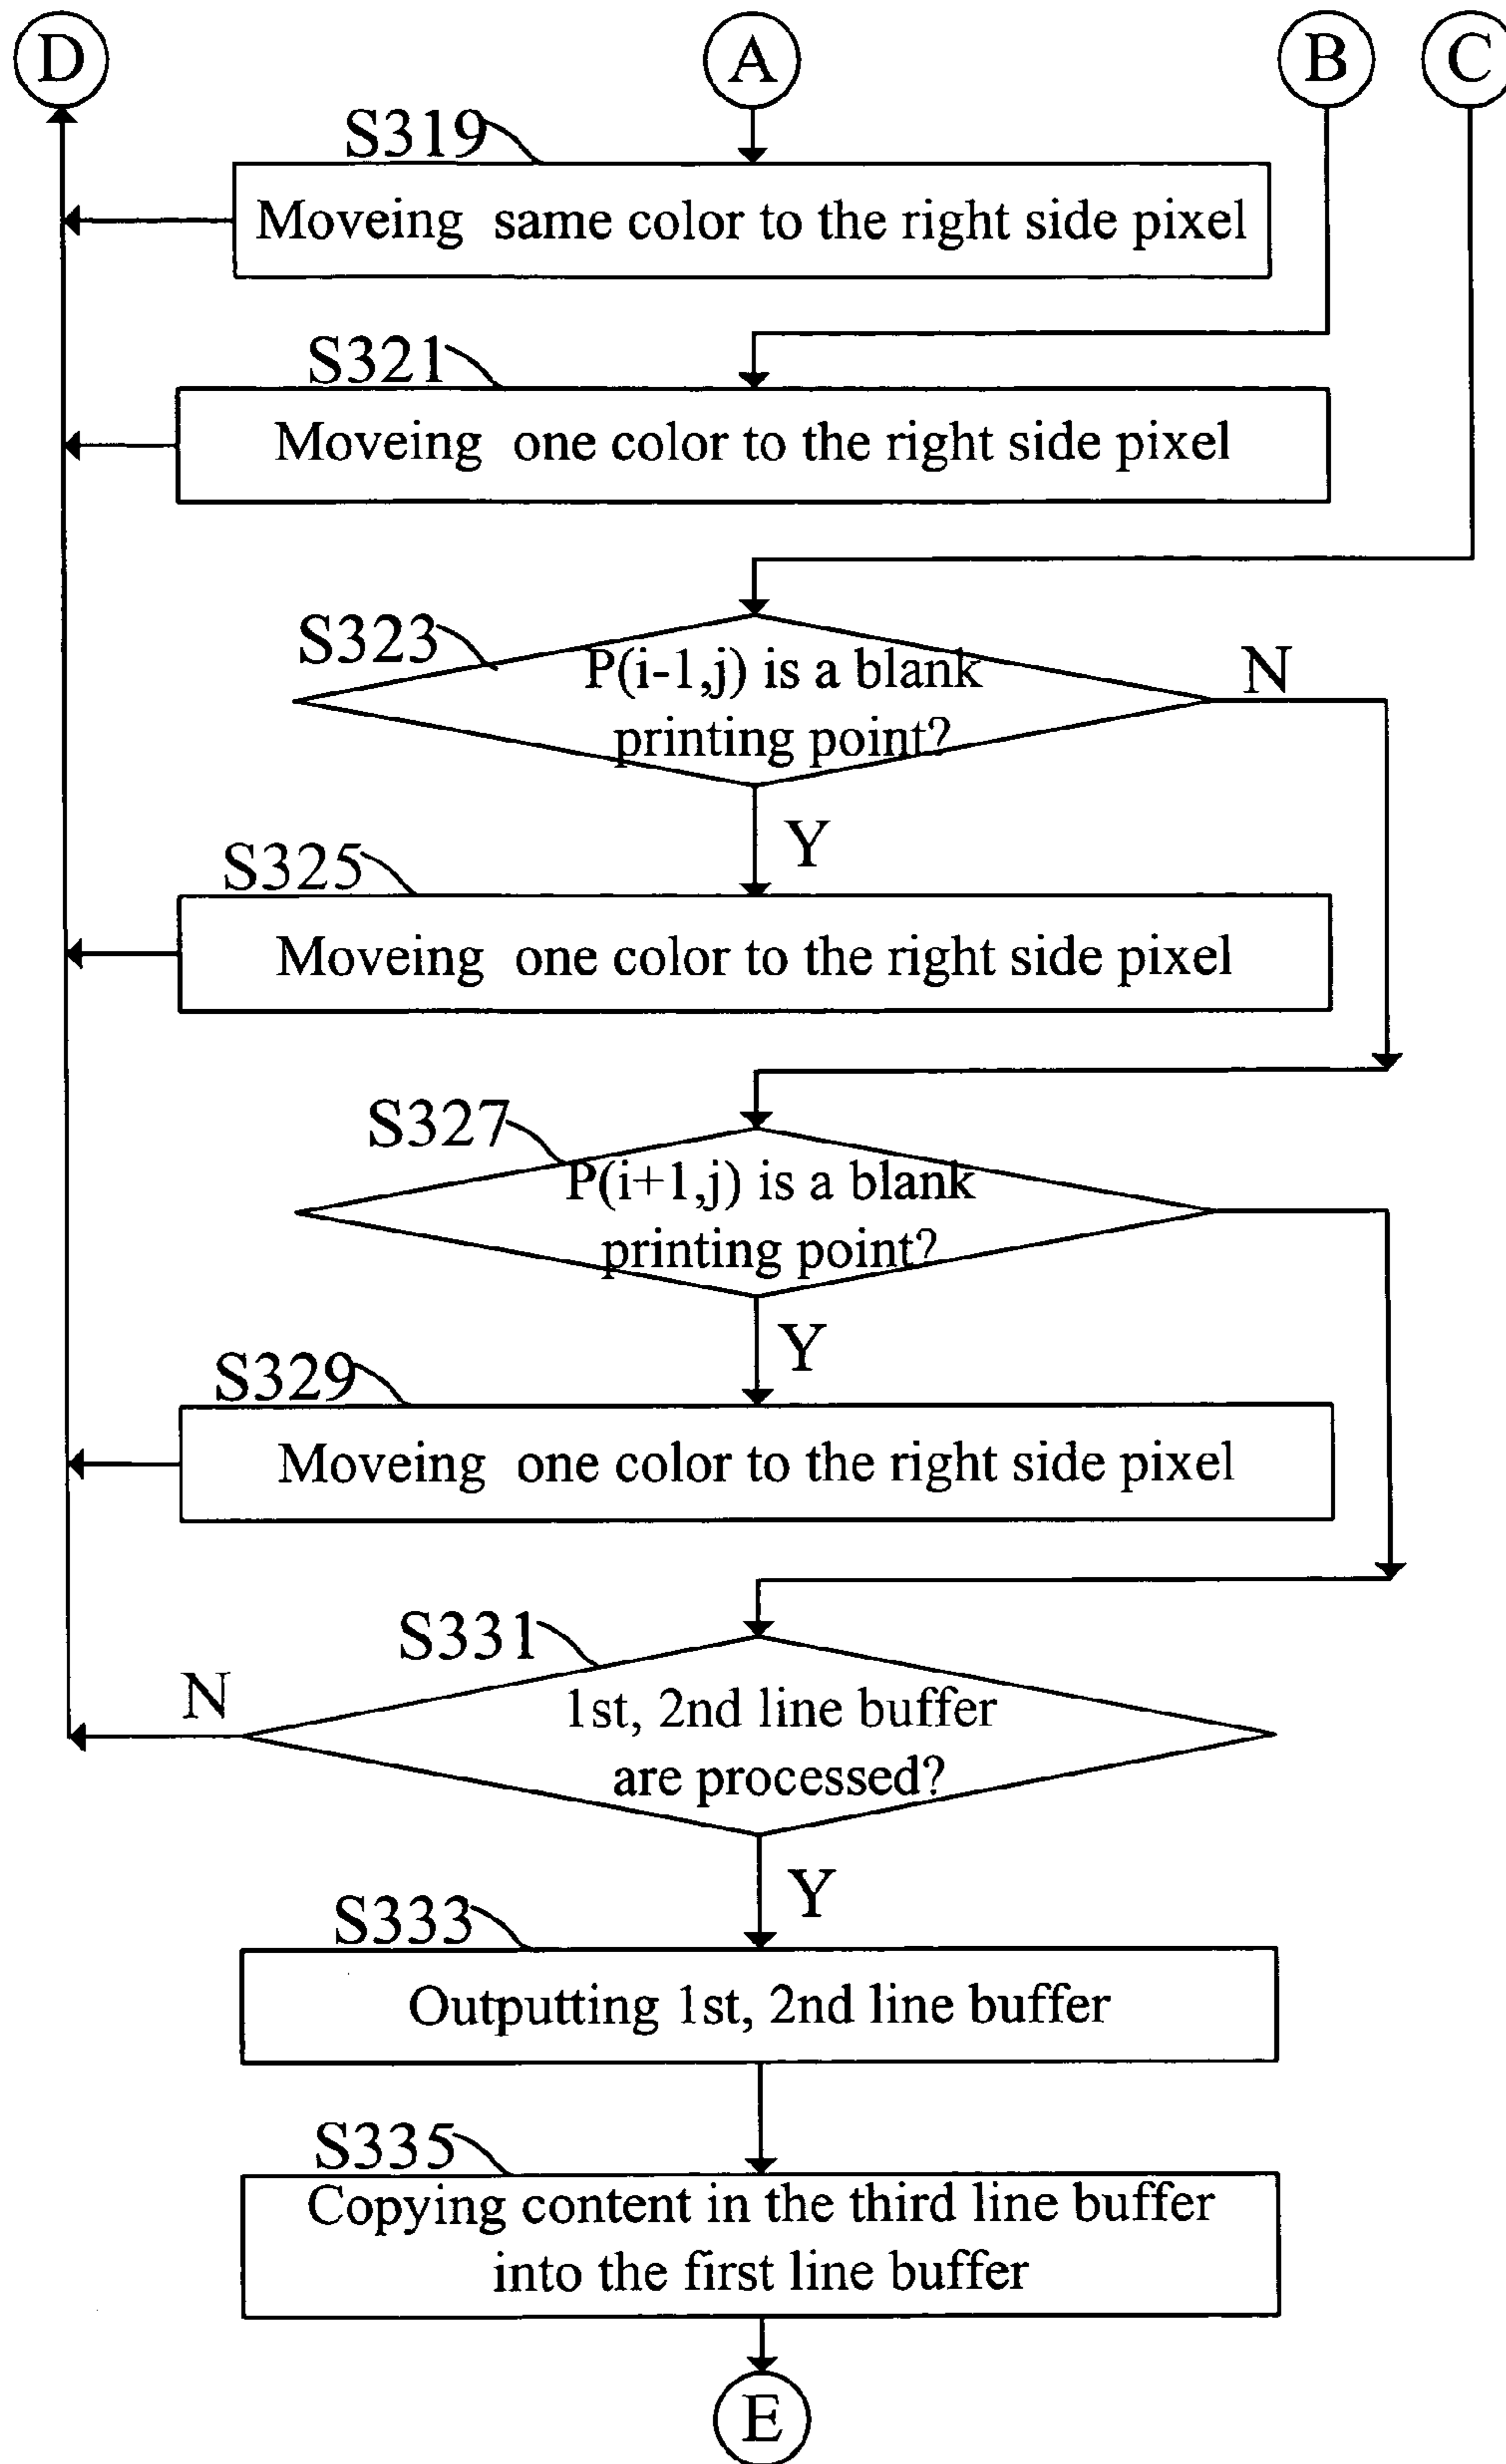 D
A
B
C
S319
Moveing same color to the right side pixel
S321
Moveing one color to the right side pixel
S323
P(i-1,j) is a blank
printing point?
N
Y
S325
Moveing one color to the right side pixel
S327
P(i+1,j) is a blank
printing point?
Y
S329
Moveing one color to the right side pixel
S331
N
1st, 2nd line buffer
are processed?
Y
S333
Outputting 1st, 2nd line buffer
S335
Copying content in the third line buffer
into the first line buffer
E